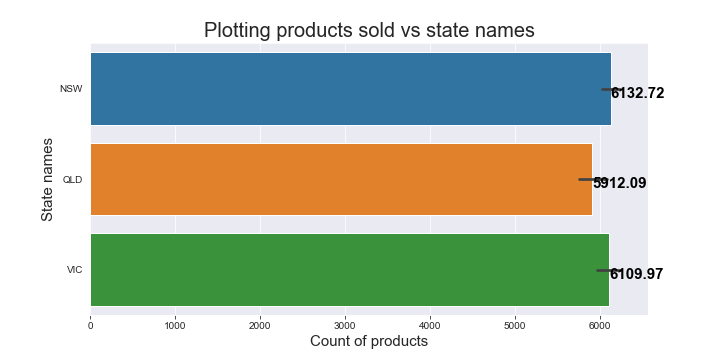 Plotting products sold vs state names
State names
NSW
6132.72
QLD
5912.09
VIC
6109.97
0 1000 2000 3000 4000 5000 6000
Count of products